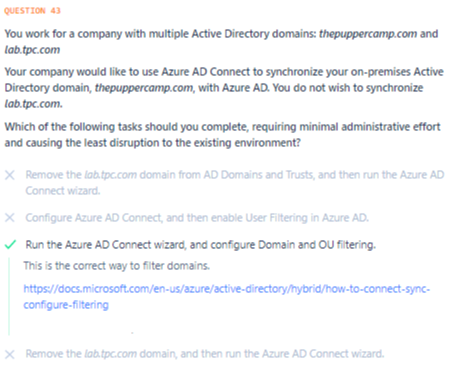 QUESTION 43
You work for a company with multiple Active Directory domains: thepuppercamp.com and
lab.tpc.com
Your company would like to use Azure AD Connect to synchronize your on-premises Active
Directory domain, thepuppercamp.com, with Azure AD. You do not wish to synchronize
lab.tpc.com.
Which of the following tasks should you complete, requiring minimal administrative effort
and causing the least disruption to the existing environment?
Remove the lab.tpc.com domain from AD Domains and Trusts, and then run the Azure AD
Connect wizard.
Configure Azure AD Connect, and then enable User Filtering in Azure AD.
Run the Azure AD Connect wizard, and configure Domain and OU filtering.
This is the correct way to filter domains.
https://docs.microsoft.com/en-us/azure/active-directory/hybrid/how-to-connect-sync-
configure-filtering
Remove the lab.tpc.com domain, and then run the Azure AD Connect wizard.